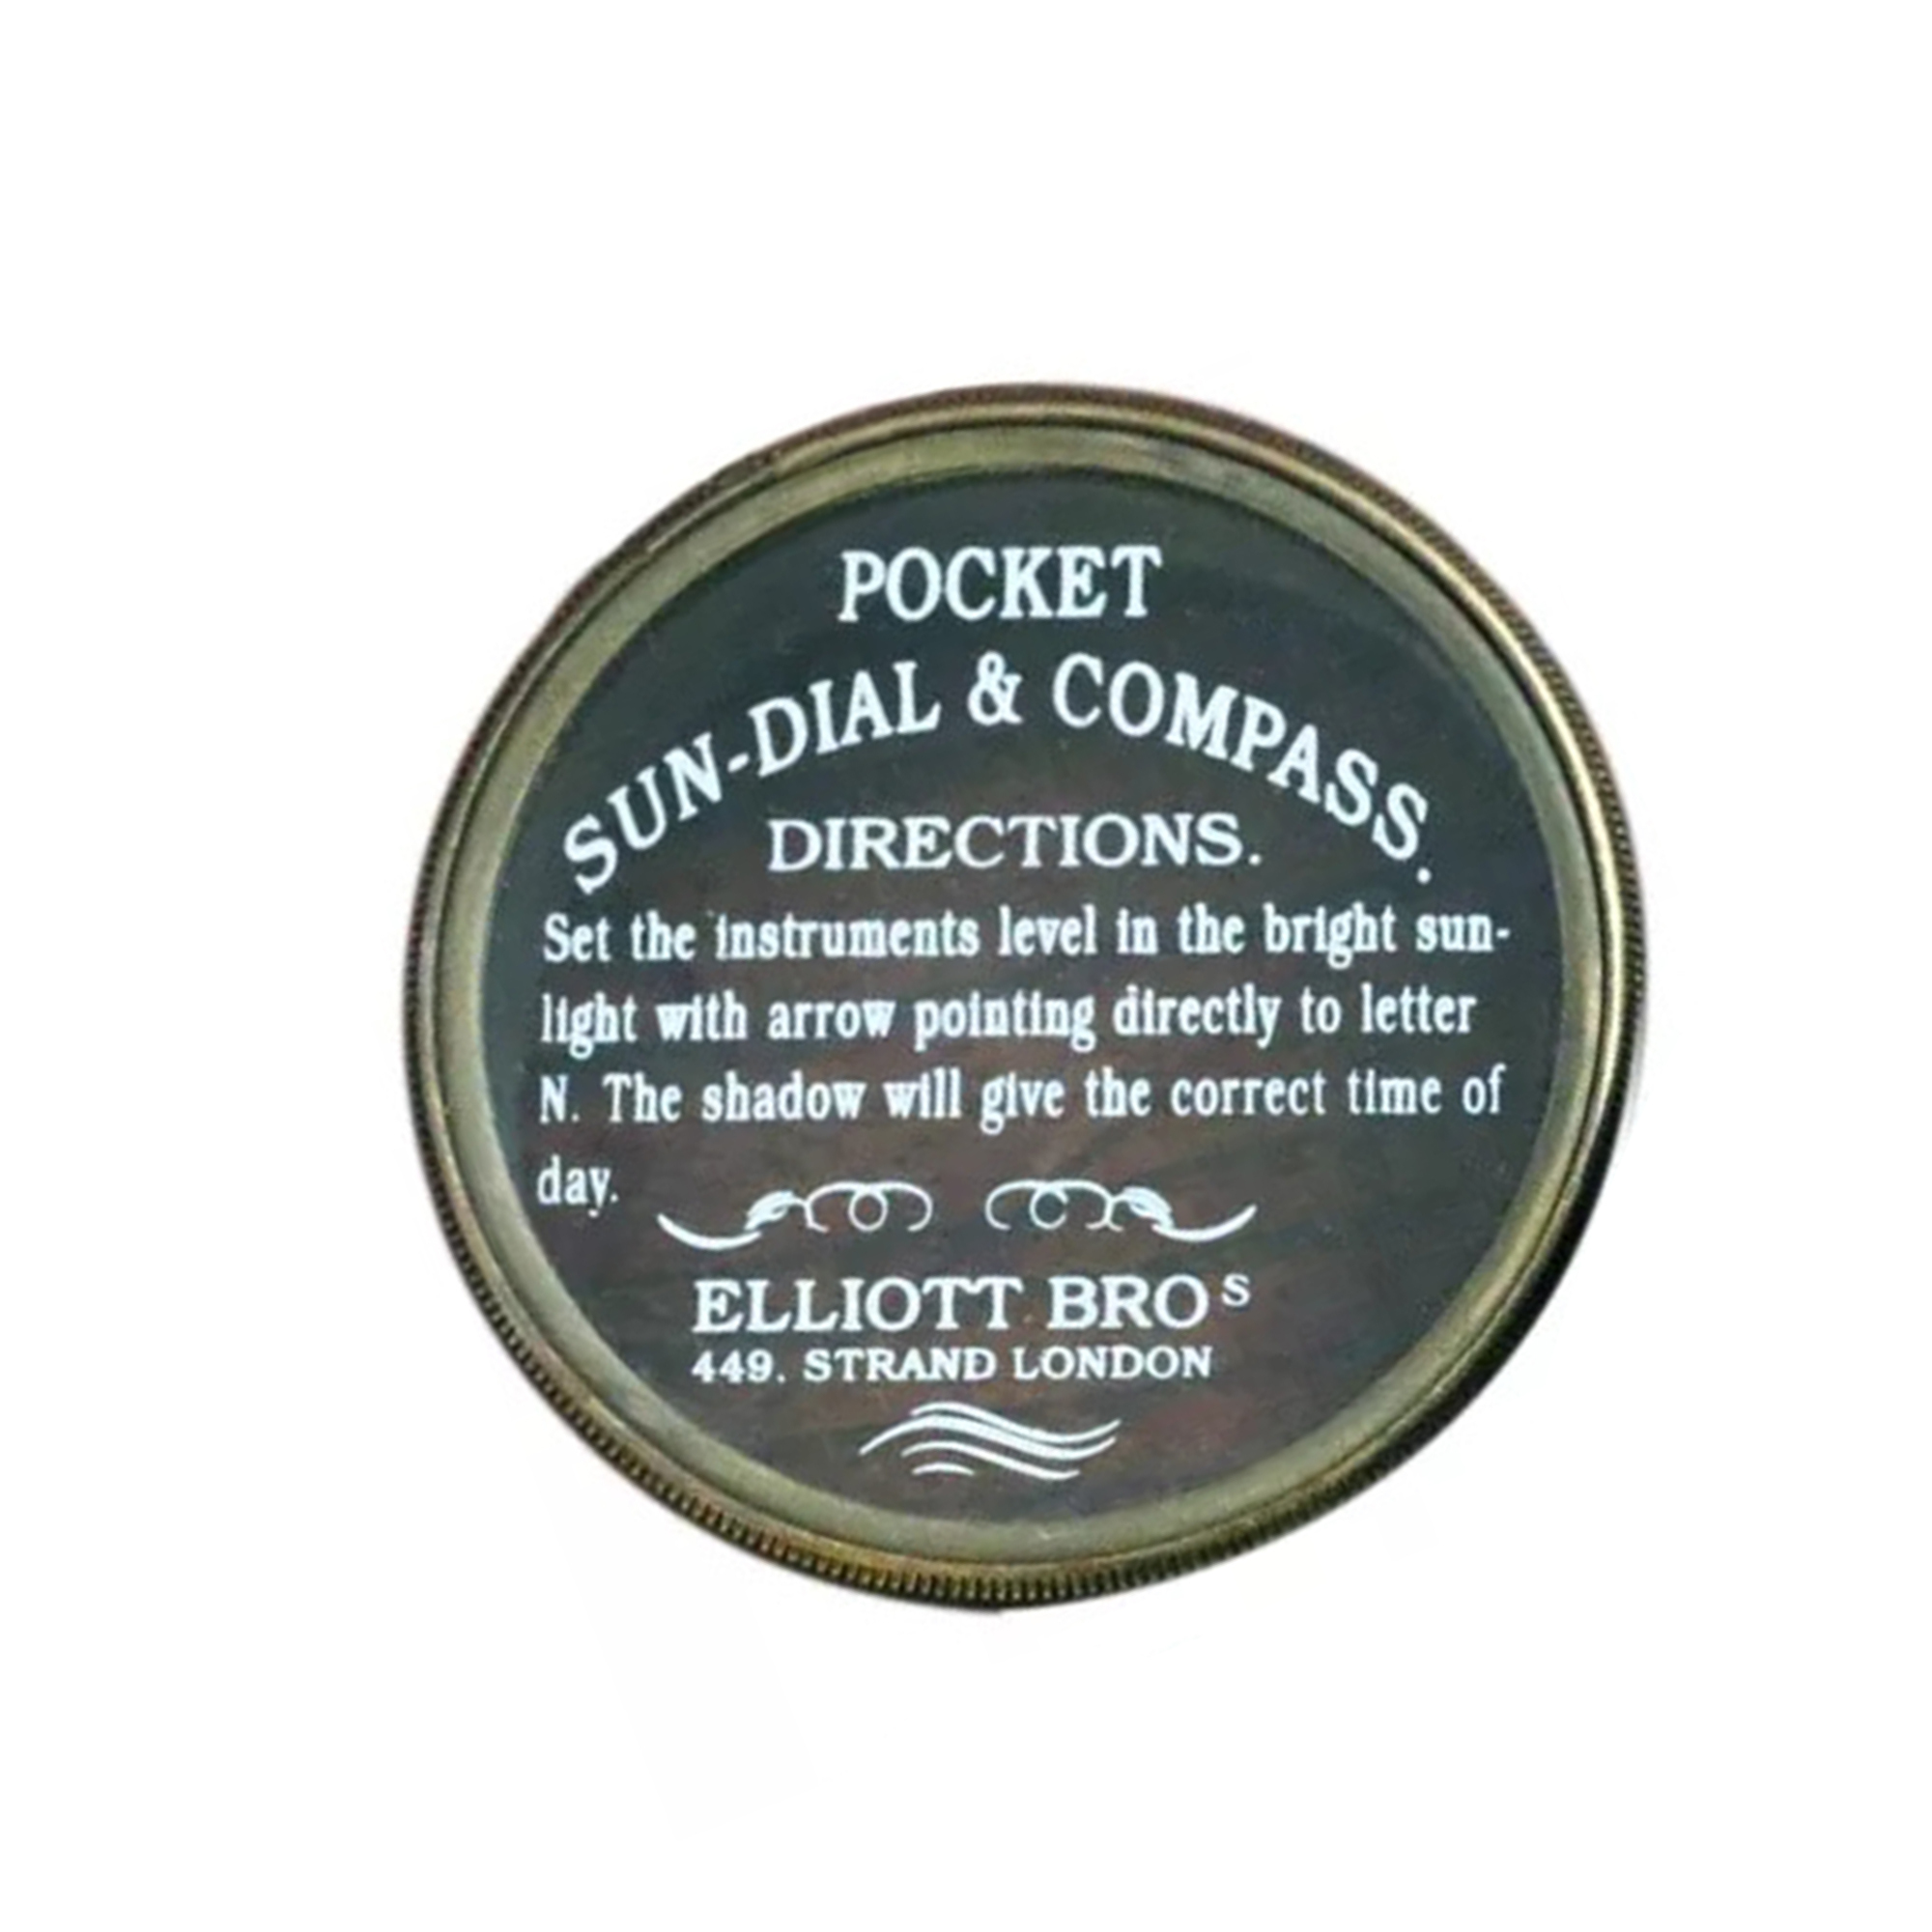 POCKET
SUN-DIAL & COMPASS.
DIRECTIONS.
Set the instruments level in the bright sun-
light with arrow pointing directly to letter
N. The shadow will give the correct time of
day.
ELLIOTT BROS
449. STRAND LONDON